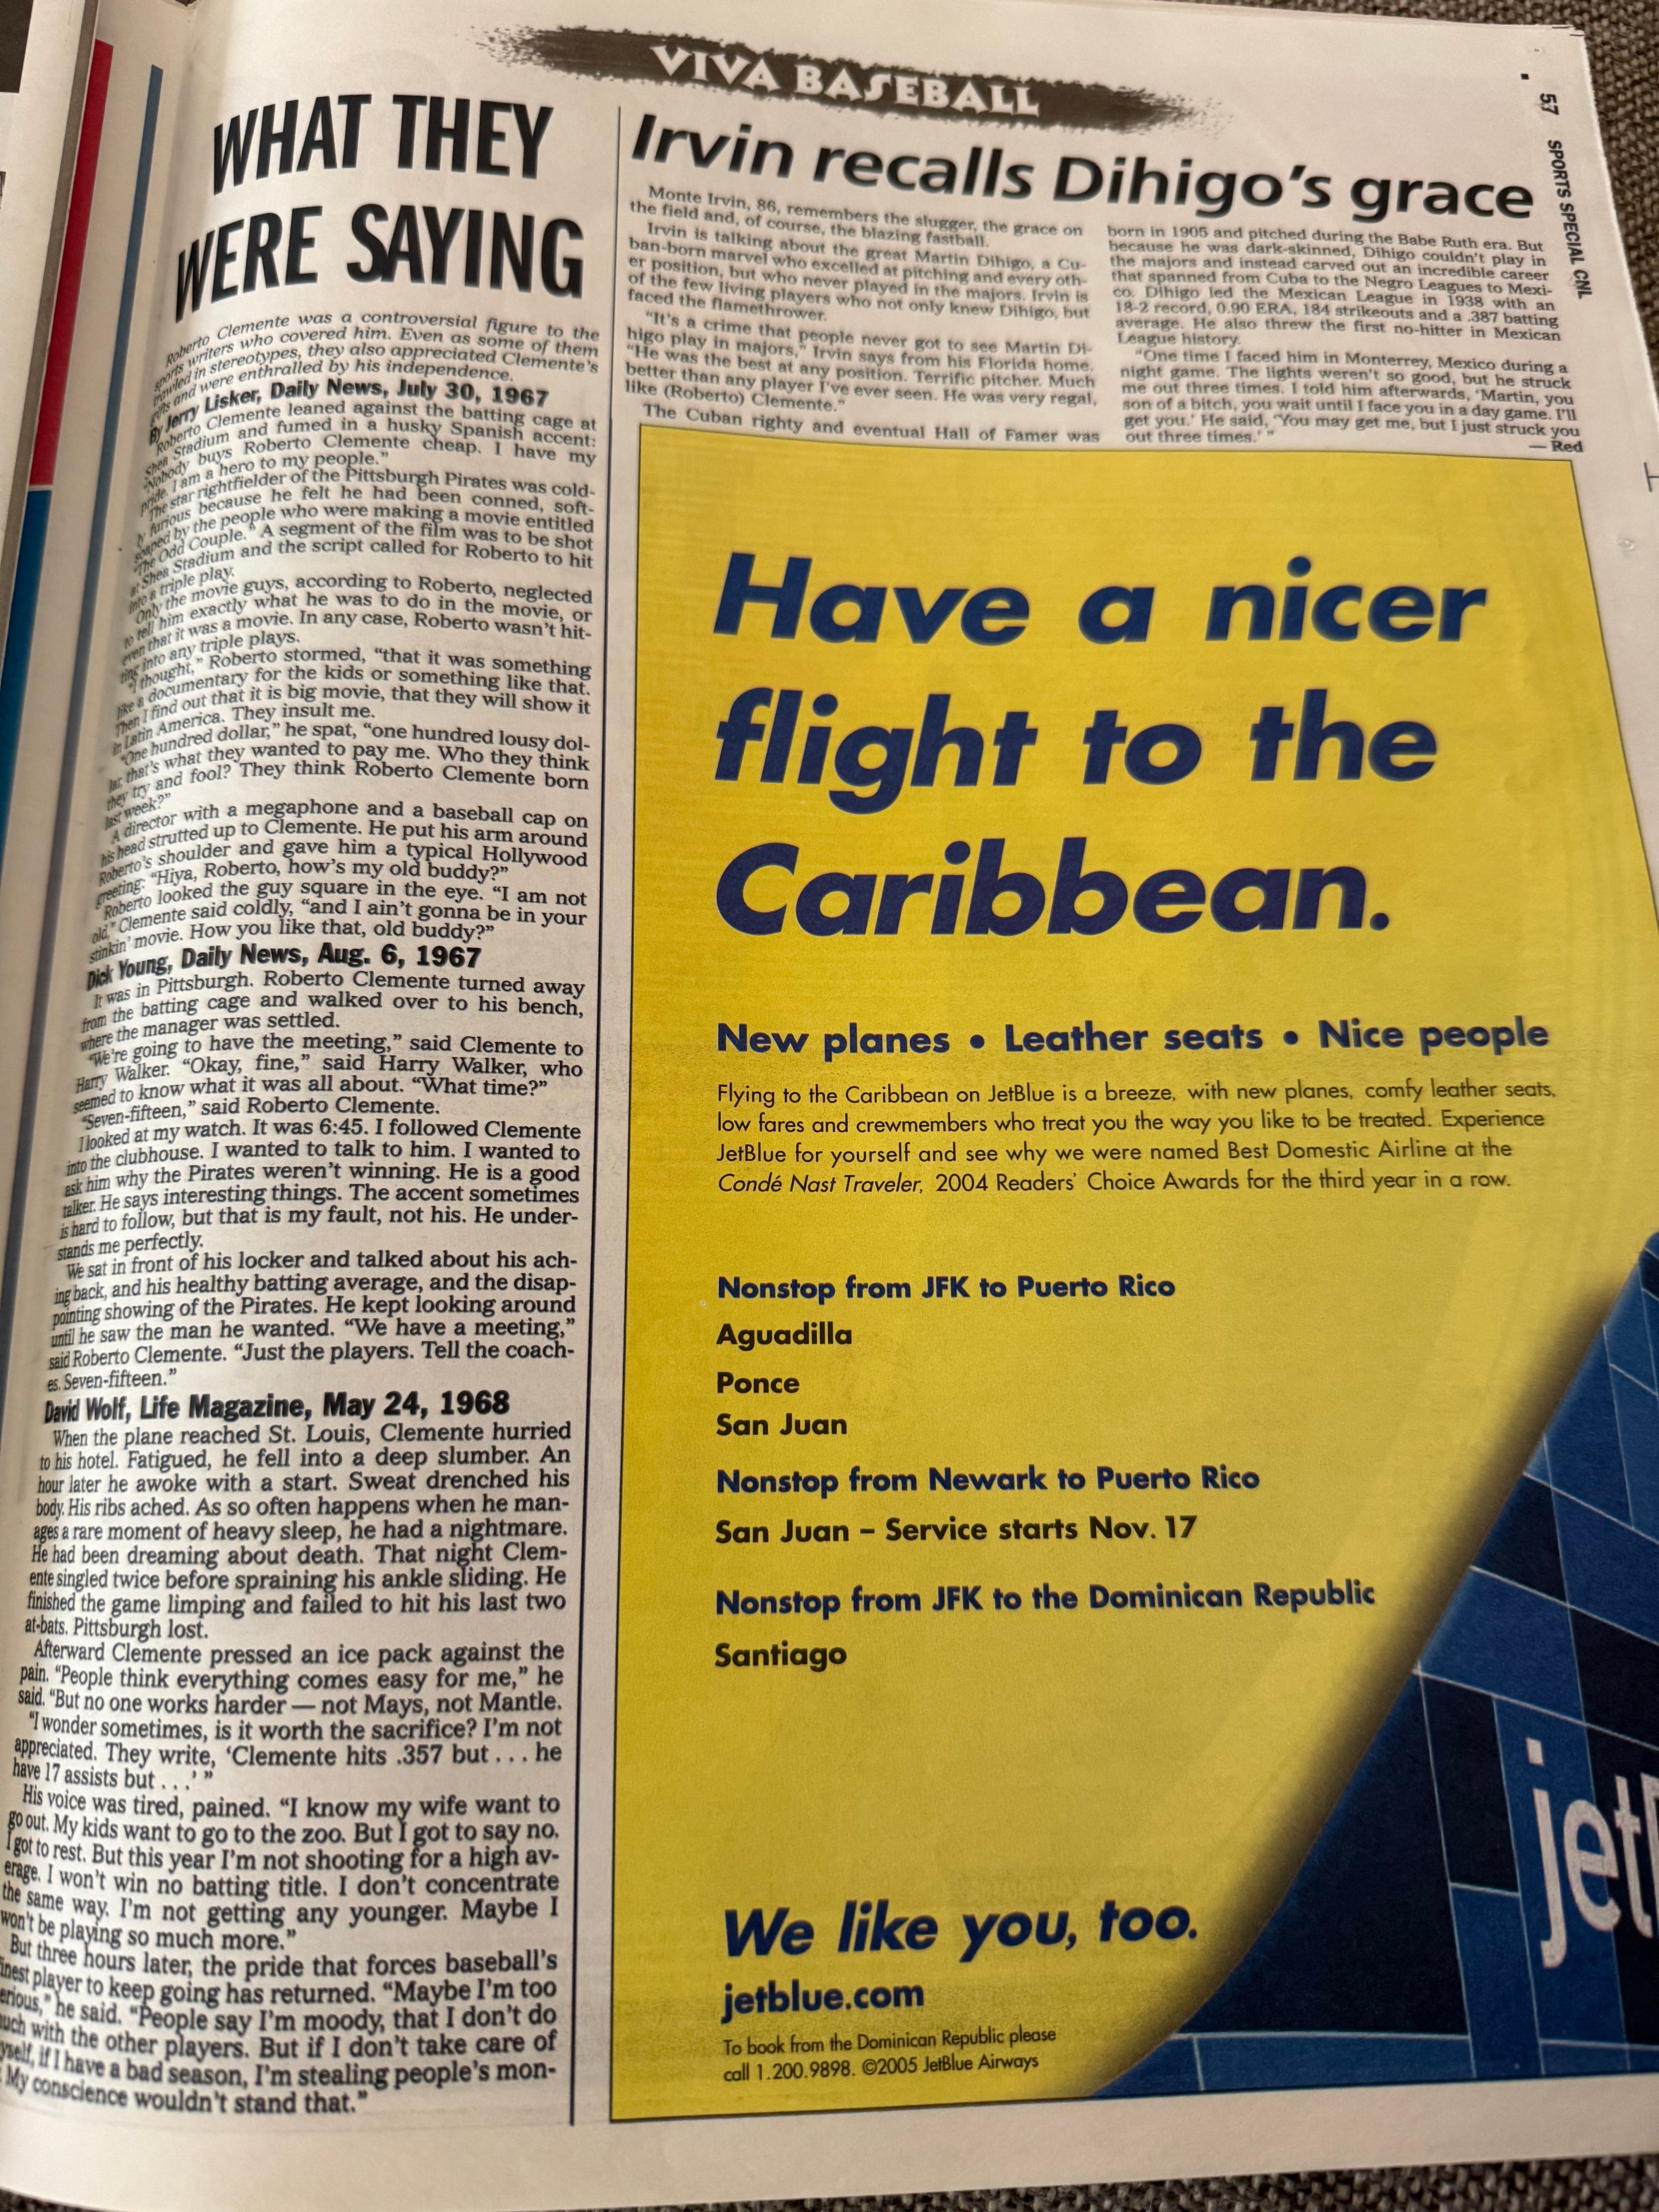 VIVA BASEBALL
57 SPORTS SPECIAL CNL
WHAT THEY
WERE SAYING
Roberto Clemente was a controversial figure to the
sports writers who covered him. Even as some of them
trawled in stereotypes, they also appreciated Clemente's
gifts and were enthralled by his independence.
By Jerry Lisker, Daily News, July 30, 1967
Roberto Clemente leaned against the batting cage at
Shea Stadium and fumed in a husky Spanish accent:
"Nobody buys Roberto Clemente cheap. I have my
pride. I am a hero to my people."
The star rightfielder of the Pittsburgh Pirates was cold-
ly furious because he felt he had been conned, soft-
soaped by the people who were making a movie entitled
"The Odd Couple." A segment of the film was to be shot
at Shea Stadium and the script called for Roberto to hit
into a triple play.
Only the movie guys, according to Roberto, neglected
to tell him exactly what he was to do in the movie, or
even that it was a movie. In any case, Roberto wasn't hit-
ting into any triple plays.
"I thought," Roberto stormed, "that it was something
like a documentary for the kids or something like that.
Then I find out that it is big movie, that they will show it
in Latin America. They insult me.
"One hundred dollar," he spat, "one hundred lousy dol-
lar, that's what they wanted to pay me. Who they think
they try and fool? They think Roberto Clemente born
last week?"
A director with a megaphone and a baseball cap on
his head strutted up to Clemente. He put his arm around
Roberto's shoulder and gave him a typical Hollywood
greeting: "Hiya, Roberto, how's my old buddy?"
Roberto looked the guy square in the eye. "I am not
old," Clemente said coldly, "and I ain't gonna be in your
stinkin' movie. How you like that, old buddy?"
Dick Young, Daily News, Aug. 6, 1967
It was in Pittsburgh. Roberto Clemente turned away
from the batting cage and walked over to his bench,
where the manager was settled.
"We're going to have the meeting," said Clemente to
Harry Walker. "Okay, fine," said Harry Walker, who
seemed to know what it was all about. "What time?"
"Seven-fifteen," said Roberto Clemente.
I looked at my watch. It was 6:45. I followed Clemente
into the clubhouse. I wanted to talk to him. I wanted to
ask him why the Pirates weren't winning. He is a good
talker. He says interesting things. The accent sometimes
is hard to follow, but that is my fault, not his. He under-
stands me perfectly.
We sat in front of his locker and talked about his ach-
ing back, and his healthy batting average, and the disap-
pointing showing of the Pirates. He kept looking around
until he saw the man he wanted. "We have a meeting,"
said Roberto Clemente. "Just the players. Tell the coach-
es. Seven-fifteen."
David Wolf, Life Magazine, May 24, 1968
When the plane reached St. Louis, Clemente hurried
to his hotel. Fatigued, he fell into a deep slumber. An
hour later he awoke with a start. Sweat drenched his
body. His ribs ached. As so often happens when he man-
ages a rare moment of heavy sleep, he had a nightmare.
He had been dreaming about death. That night Clem-
ente singled twice before spraining his ankle sliding. He
finished the game limping and failed to hit his last two
at-bats. Pittsburgh lost.
Afterward Clemente pressed an ice pack against the
pain. "People think everything comes easy for me," he
said. "But no one works harder — not Mays, not Mantle.
"I wonder sometimes, is it worth the sacrifice? I'm not
appreciated. They write, 'Clemente hits .357 but . . . he
have 17 assists but . . .' "
His voice was tired, pained. "I know my wife want to
go out. My kids want to go to the zoo. But I got to say no.
I got to rest. But this year I'm not shooting for a high av-
erage. I won't win no batting title. I don't concentrate
the same way. I'm not getting any younger. Maybe I
won't be playing so much more."
But three hours later, the pride that forces baseball's
inest player to keep going has returned. "Maybe I'm too
erious," he said. "People say I'm moody, that I don't do
uch with the other players. But if I don't take care of
yself, if I have a bad season, I'm stealing people's mon-
My conscience wouldn't stand that."
Irvin recalls Dihigo's grace
Monte Irvin, 86, remembers the slugger, the grace on
the field and, of course, the blazing fastball.
Irvin is talking about the great Martin Dihigo, a Cu-
ban-born marvel who excelled at pitching and every oth-
er position, but who never played in the majors. Irvin is
of the few living players who not only knew Dihigo, but
faced the flamethrower.
"It's a crime that people never got to see Martin Di-
higo play in majors," Irvin says from his Florida home.
"He was the best at any position. Terrific pitcher. Much
better than any player I've ever seen. He was very regal,
like (Roberto) Clemente."
The Cuban righty and eventual Hall of Famer was
born in 1905 and pitched during the Babe Ruth era. But
because he was dark-skinned, Dihigo couldn't play in
the majors and instead carved out an incredible career
that spanned from Cuba to the Negro Leagues to Mexi-
co. Dihigo led the Mexican League in 1938 with an
18-2 record, 0.90 ERA, 184 strikeouts and a .387 batting
average. He also threw the first no-hitter in Mexican
League history.
"One time I faced him in Monterrey, Mexico during a
night game. The lights weren't so good, but he struck
me out three times. I told him afterwards, 'Martin, you
son of a bitch, you wait until I face you in a day game. I'll
get you.' He said, 'You may get me, but I just struck you
out three times.' "
— Red
Have a nicer
flight to the
Caribbean.
New planes • Leather seats • Nice people
Flying to the Caribbean on JetBlue is a breeze, with new planes, comfy leather seats,
low fares and crewmembers who treat you the way you like to be treated. Experience
JetBlue for yourself and see why we were named Best Domestic Airline at the
Condé Nast Traveler, 2004 Readers' Choice Awards for the third year in a row.
Nonstop from JFK to Puerto Rico
Aguadilla
Ponce
San Juan
Nonstop from Newark to Puerto Rico
San Juan – Service starts Nov. 17
Nonstop from JFK to the Dominican Republic
Santiago
We like you, too.
jetblue.com
To book from the Dominican Republic please
call 1.200.9898. ©2005 JetBlue Airways
jet